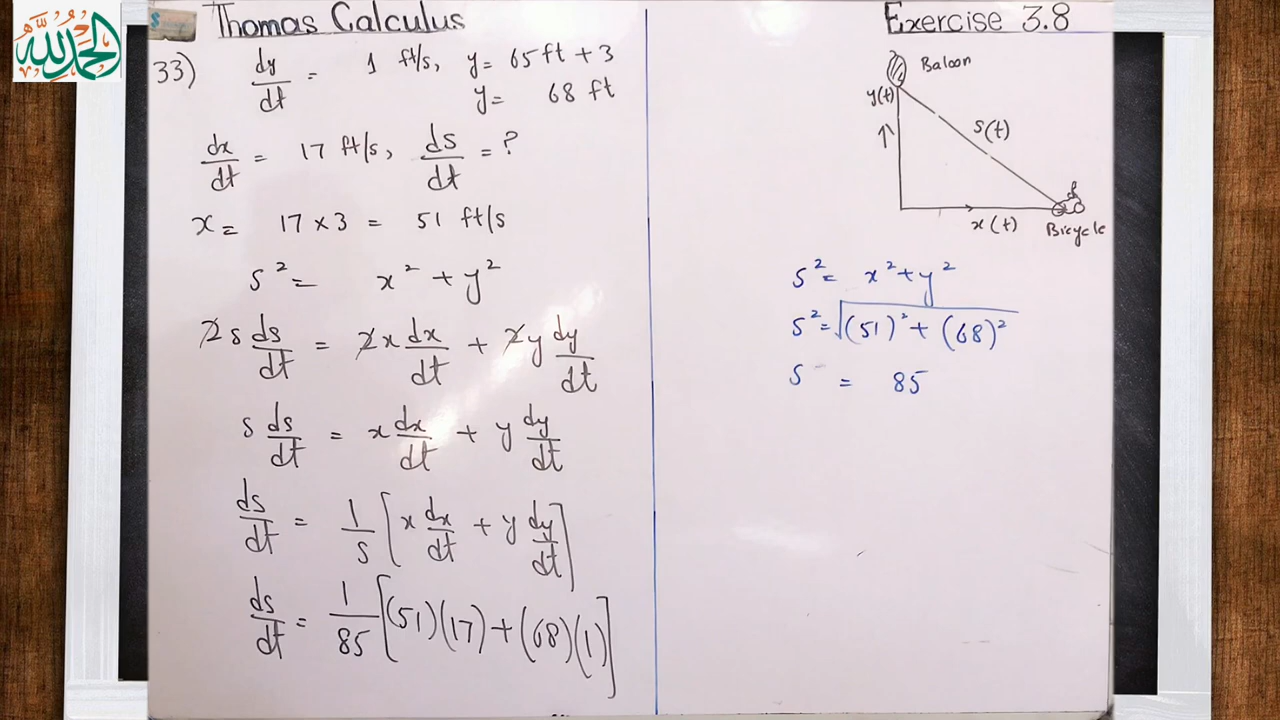 الحمد لله
Thomas Calculus
Exercise 3.8
33) dy/dt = 1 ft/s, y = 65 ft + 3
y = 68 ft
dx/dt = 17 ft/s, ds/dt = ?
x = 17 × 3 = 51 ft/s
s² = x² + y²
2s ds/dt = 2x dx/dt + 2y dy/dt
s ds/dt = x dx/dt + y dy/dt
ds/dt = 1/s [x dx/dt + y dy/dt]
ds/dt = 1/85 [(51)(17) + (68)(1)]
Baloon
y(t)
s(t)
x(t)
Bicycle
s² = x² + y²
s² = √(51)² + (68)²
s = 85